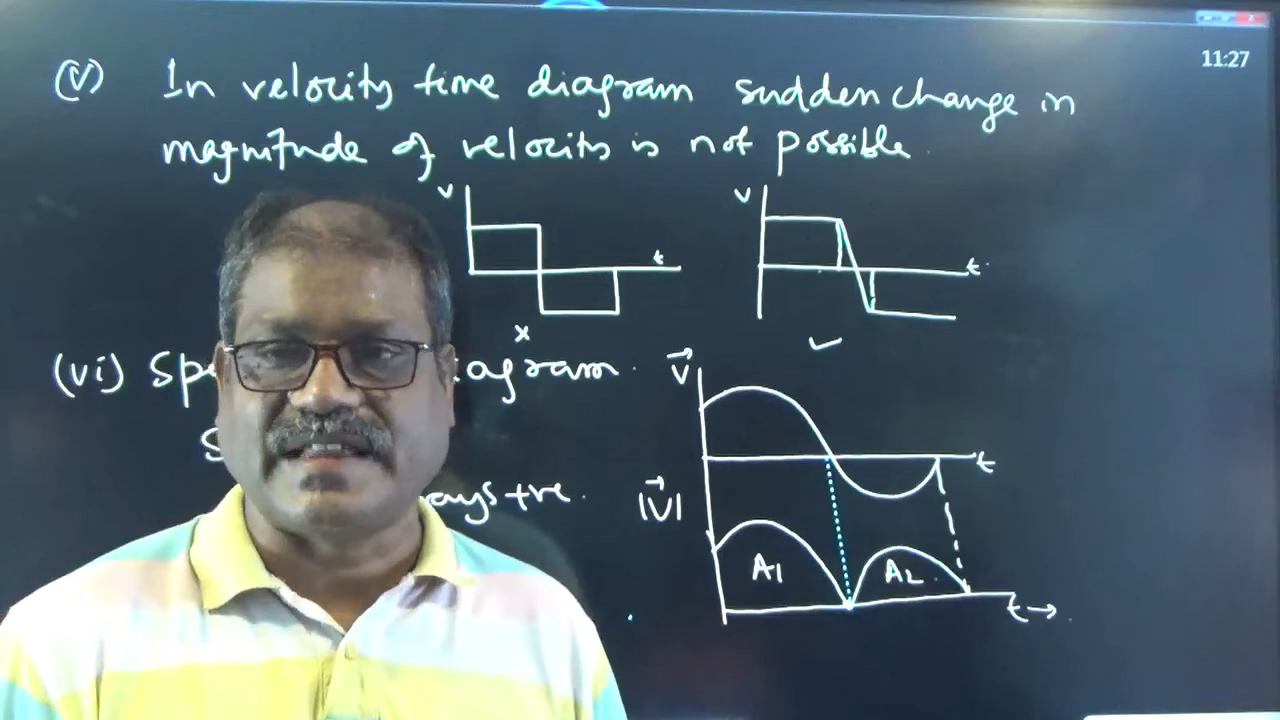 11:27
(v) In velocity time diagram sudden change in
magnitude of velocity is not possible.
v
t
x
v
t
✓
(vi) Sp iagram.
v⃗
t
S
ways +ve.
|v⃗|
A1
A2
t →